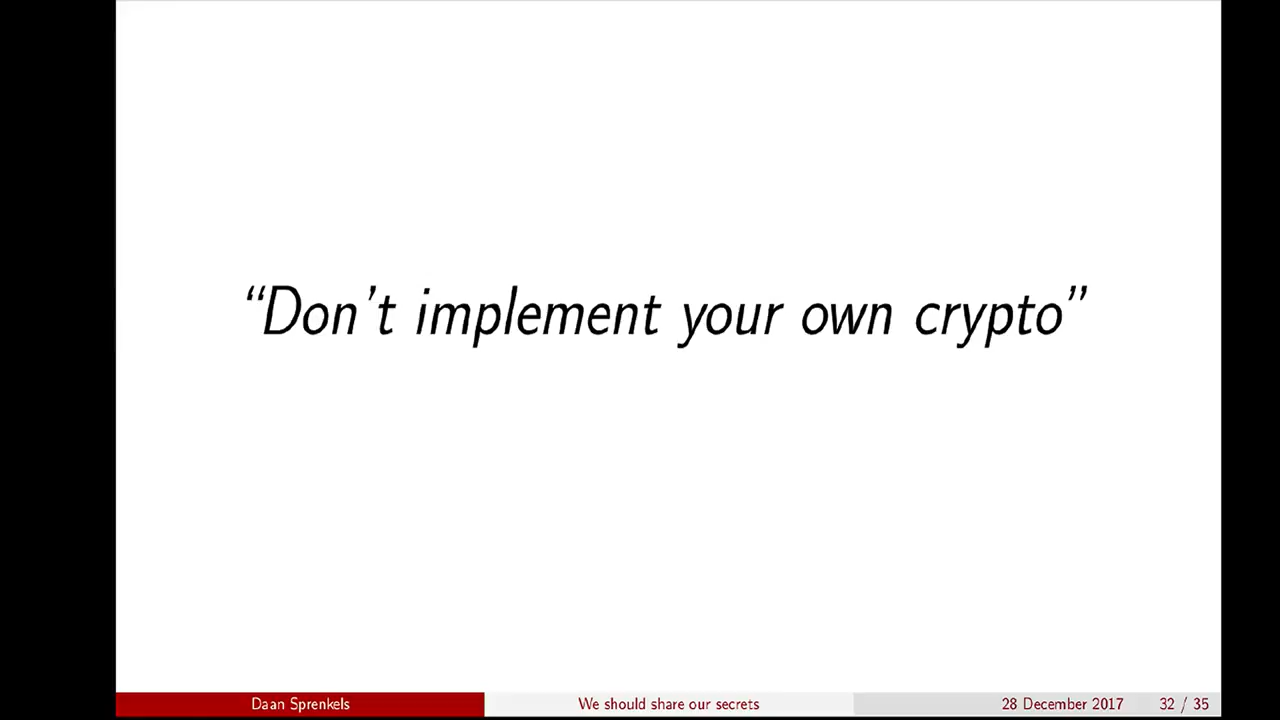 “Don’t implement your own crypto”
Daan Sprenkels
We should share our secrets
28 December 2017
32 / 35